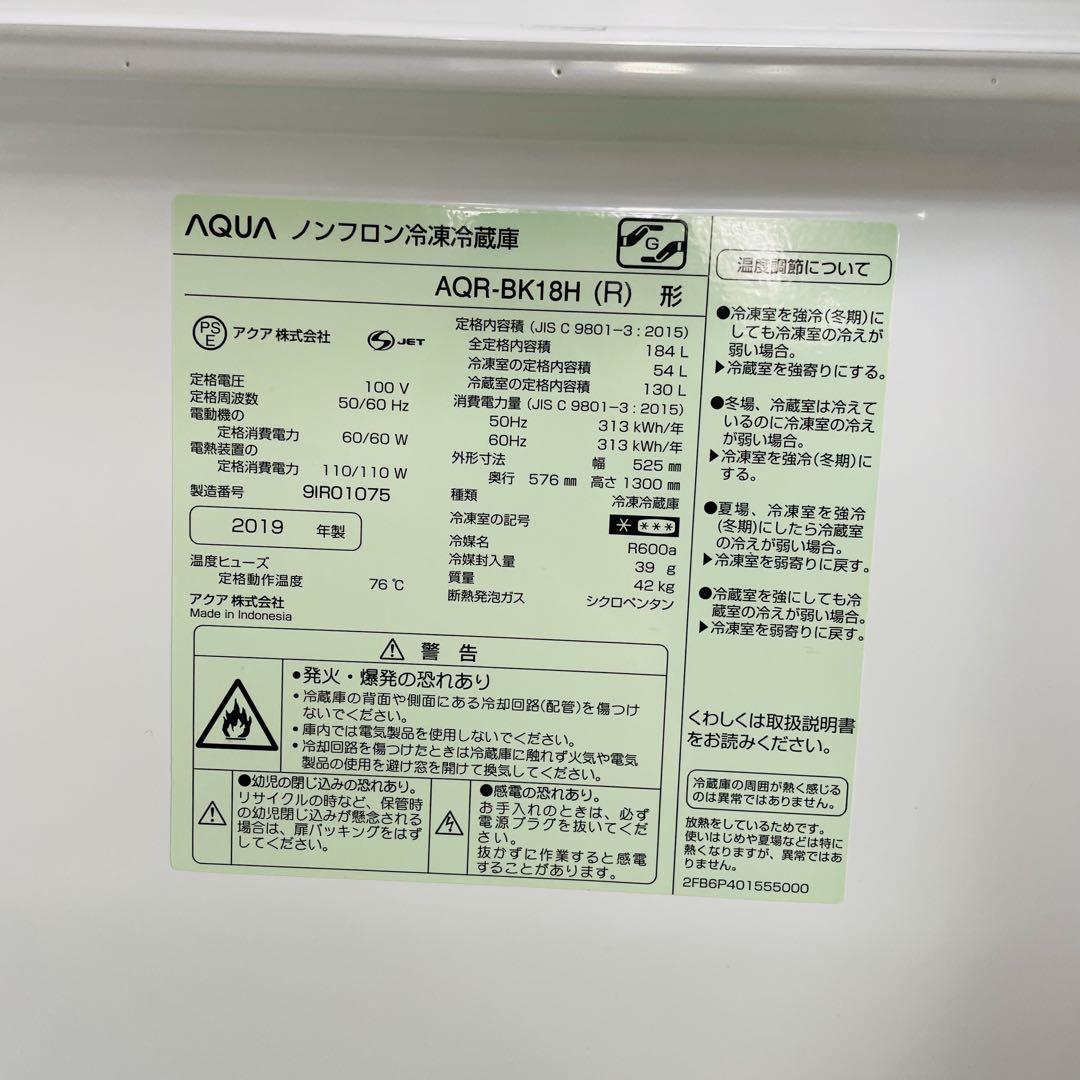 AQUA ノンフロン冷凍冷蔵庫
G
AQR-BK18H (R) 形
PS
E
アクア 株式会社
S JET
定格電圧 100 V
定格周波数 50/60 Hz
電動機の
定格消費電力 60/60 W
電熱装置の
定格消費電力 110/110 W
製造番号 9IR01075
2019 年製
温度ヒューズ
定格動作温度 76 ℃
アクア 株式会社
Made in Indonesia
定格内容積 (JIS C 9801-3 : 2015)
全定格内容積 184 L
冷凍室の定格内容積 54 L
冷蔵室の定格内容積 130 L
消費電力量 (JIS C 9801-3 : 2015)
50Hz 313 kWh/年
60Hz 313 kWh/年
外形寸法 幅 525 ㎜
奥行 576 ㎜ 高さ 1300 ㎜
種類 冷凍冷蔵庫
冷凍室の記号 * ***
冷媒名 R600a
冷媒封入量 39 g
質量 42 kg
断熱発泡ガス シクロペンタン
⚠ 警告
•発火・爆発の恐れあり
•冷蔵庫の背面や側面にある冷却回路(配管)を傷つけ
ないでください。
•庫内では電気製品を使用しないでください。
•冷却回路を傷つけたときは冷蔵庫に触れず火気や電気
製品の使用を避け窓を開けて換気してください。
●幼児の閉じ込みの恐れあり。
リサイクルの時など、保管時
の幼児閉じ込みが懸念される
場合は、扉パッキングをはず
してください。
●感電の恐れあり。
お手入れのときは、必ず
電源プラグを抜いてくだ
さい。
抜かずに作業すると感電
することがあります。
温度調節について
●冷凍室を強冷(冬期)に
しても冷凍室の冷えが
弱い場合。
▶冷蔵室を強寄りにする。
●冬場、冷蔵室は冷えて
いるのに冷凍室の冷え
が弱い場合。
▶冷凍室を強冷(冬期)に
する。
●夏場、冷凍室を強冷
(冬期)にしたら冷蔵室
の冷えが弱い場合。
▶冷凍室を弱寄りに戻す。
●冷蔵室を強にしても冷
蔵室の冷えが弱い場合。
▶冷凍室を弱寄りに戻す。
くわしくは取扱説明書
をお読みください。
冷蔵庫の周囲が熱く感じる
のは異常ではありません。
放熱をしているためです。
使いはじめや夏場などは特に
熱くなりますが、異常ではあ
りません。
2FB6P401555000